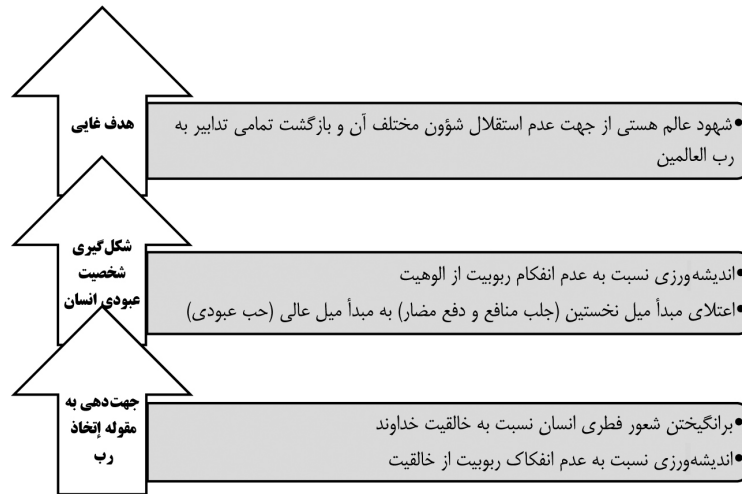 هدف غایی
•شهود عالم هستی از جهت عدم استقلال شؤون مختلف آن و بازگشت تمامی تدابیر به
رب العالمین
شکل‌گیری
شخصیت
عبودی انسان
•اندیشه‌ورزی نسبت به عدم انفکام ربوبیت از الوهیت
•اعتلای مبدأ میل نخستین (جلب منافع و دفع مضار) به مبدأ میل عالی (حب عبودی)
جهت‌دهی به
مقوله إتخاذ
رب
•برانگیختن شعور فطری انسان نسبت به خالقیت خداوند
•اندیشه‌ورزی نسبت به عدم انفکاک ربوبیت از خالقیت